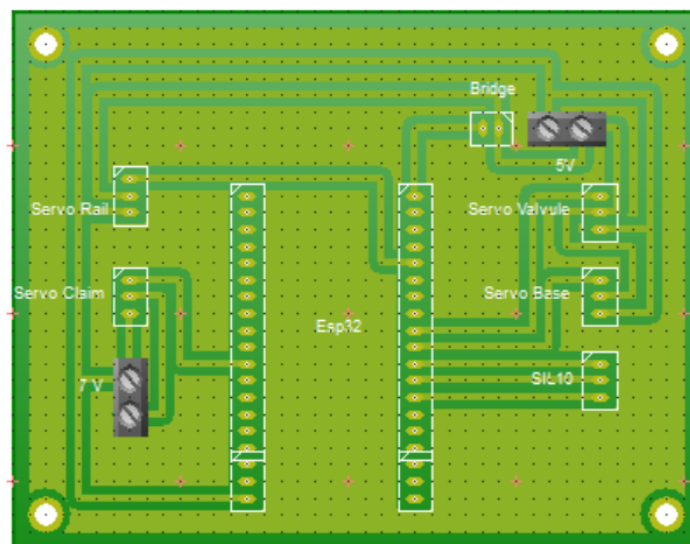 Bridge
5V
Servo Rail
Servo Valvule
Servo Claim
Servo Base
Esp32
7 V
SIL10